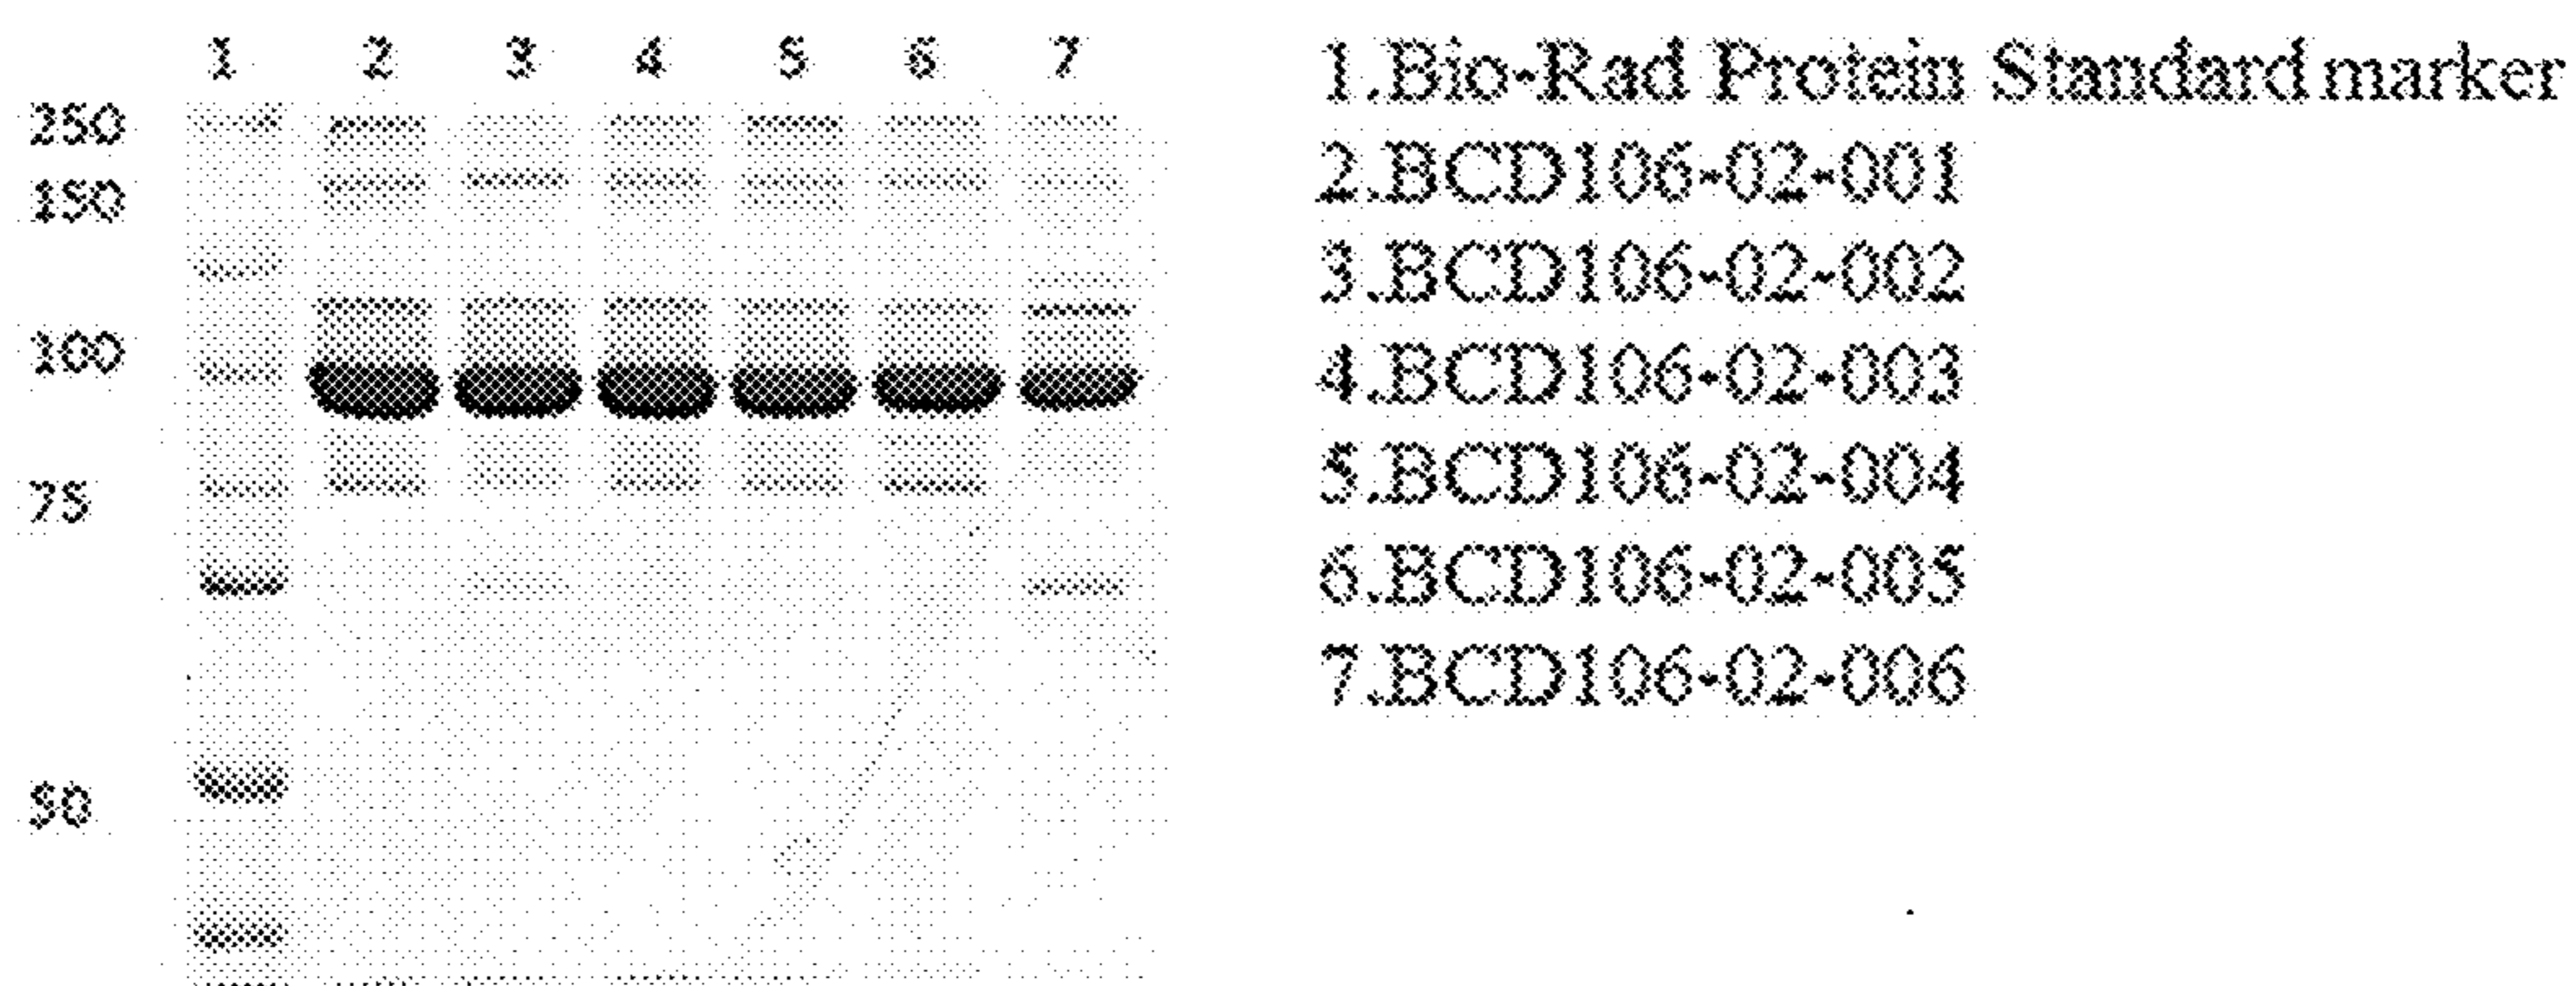 1 2 3 4 5 6 7
250
150
100
75
50
1.Bio-Rad Protein Standard marker
2.BCD106-02-001
3.BCD106-02-002
4.BCD106-02-003
5.BCD106-02-004
6.BCD106-02-005
7.BCD106-02-006